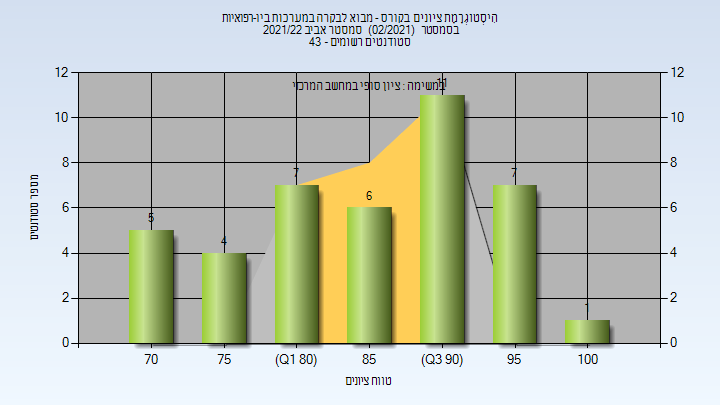 היסטוגרמת ציונים בקורס - מבוא לבקרה במערכות ביו-רפואיות
בסמסטר (02/2021) סמסטר אביב 2021/22
סטודנטים רשומים - 43
במשימה : ציון סופי במחשב המרכזי
12 12
10 10
8 8
6 6
4 4
2 2
0 0
5 4 7 6 11 7 1
70 75 (Q1 80) 85 (Q3 90) 95 100
מספר סטודנטים
טווח ציונים